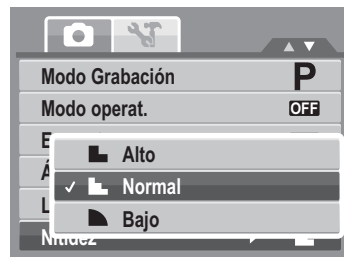 Modo Grabación P
Modo operat. OFF
Alto
Normal
Bajo
Nitidez